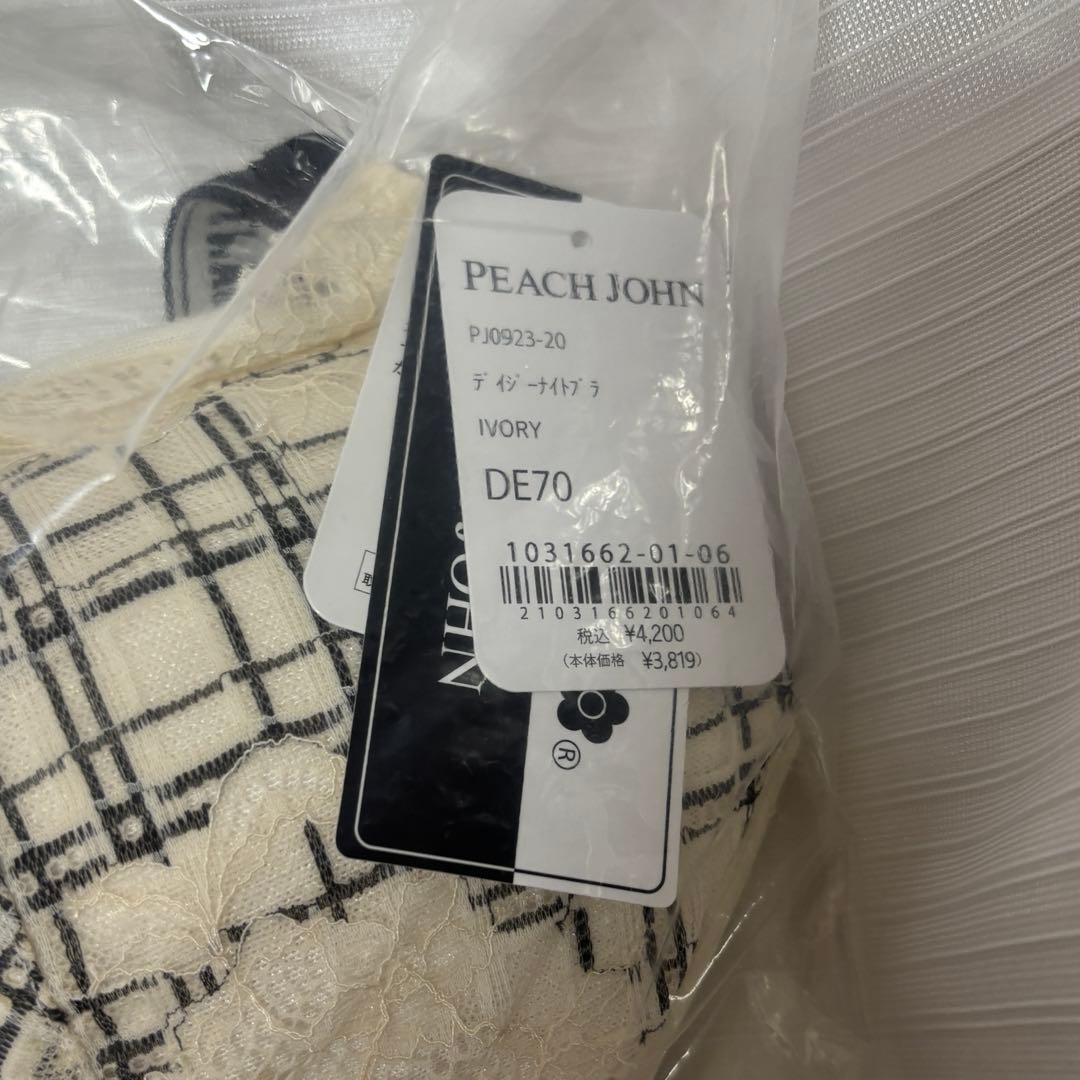 PEACH JOHN
PJ0923-20
ﾃﾞｲｼﾞｰﾅｲﾄﾌﾞﾗ
IVORY
DE70
1031662-01-06
2103166201064
税込 ¥4,200
(本体価格 ¥3,819)
JOHN
®